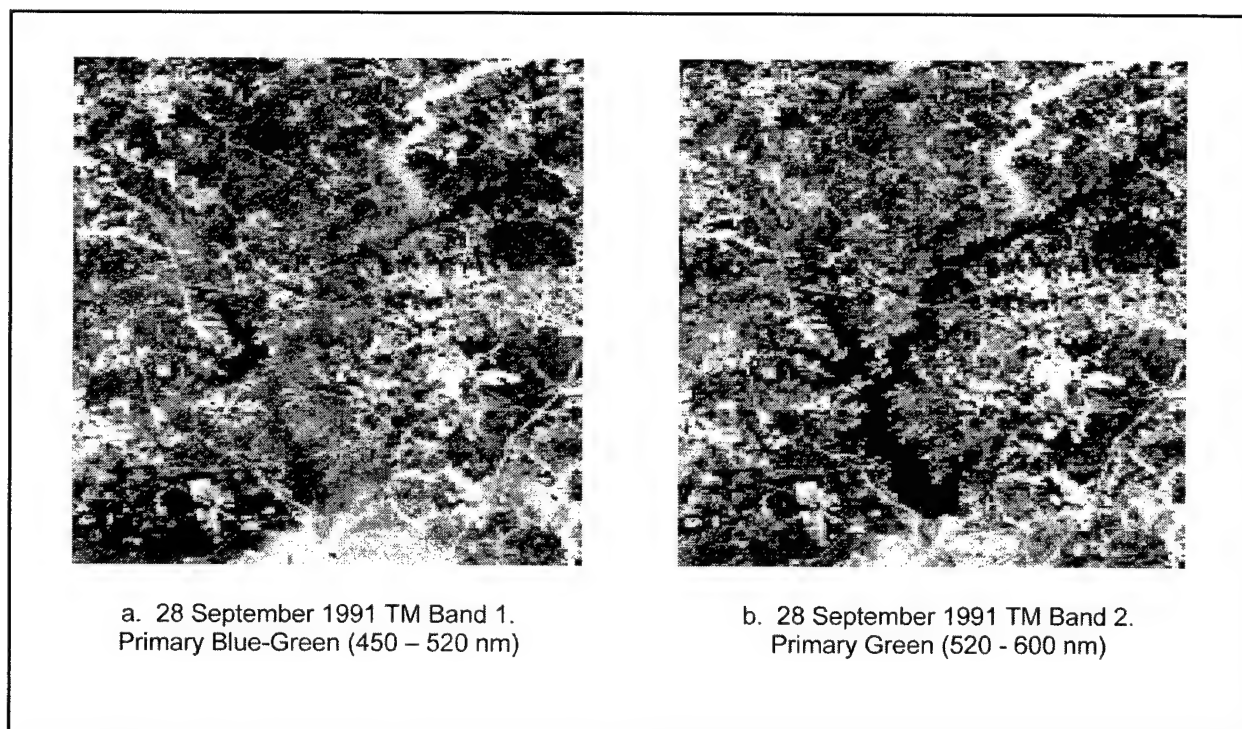 a. 28 September 1991 TM Band 1.
Primary Blue-Green (450 – 520 nm)
b. 28 September 1991 TM Band 2.
Primary Green (520 - 600 nm)